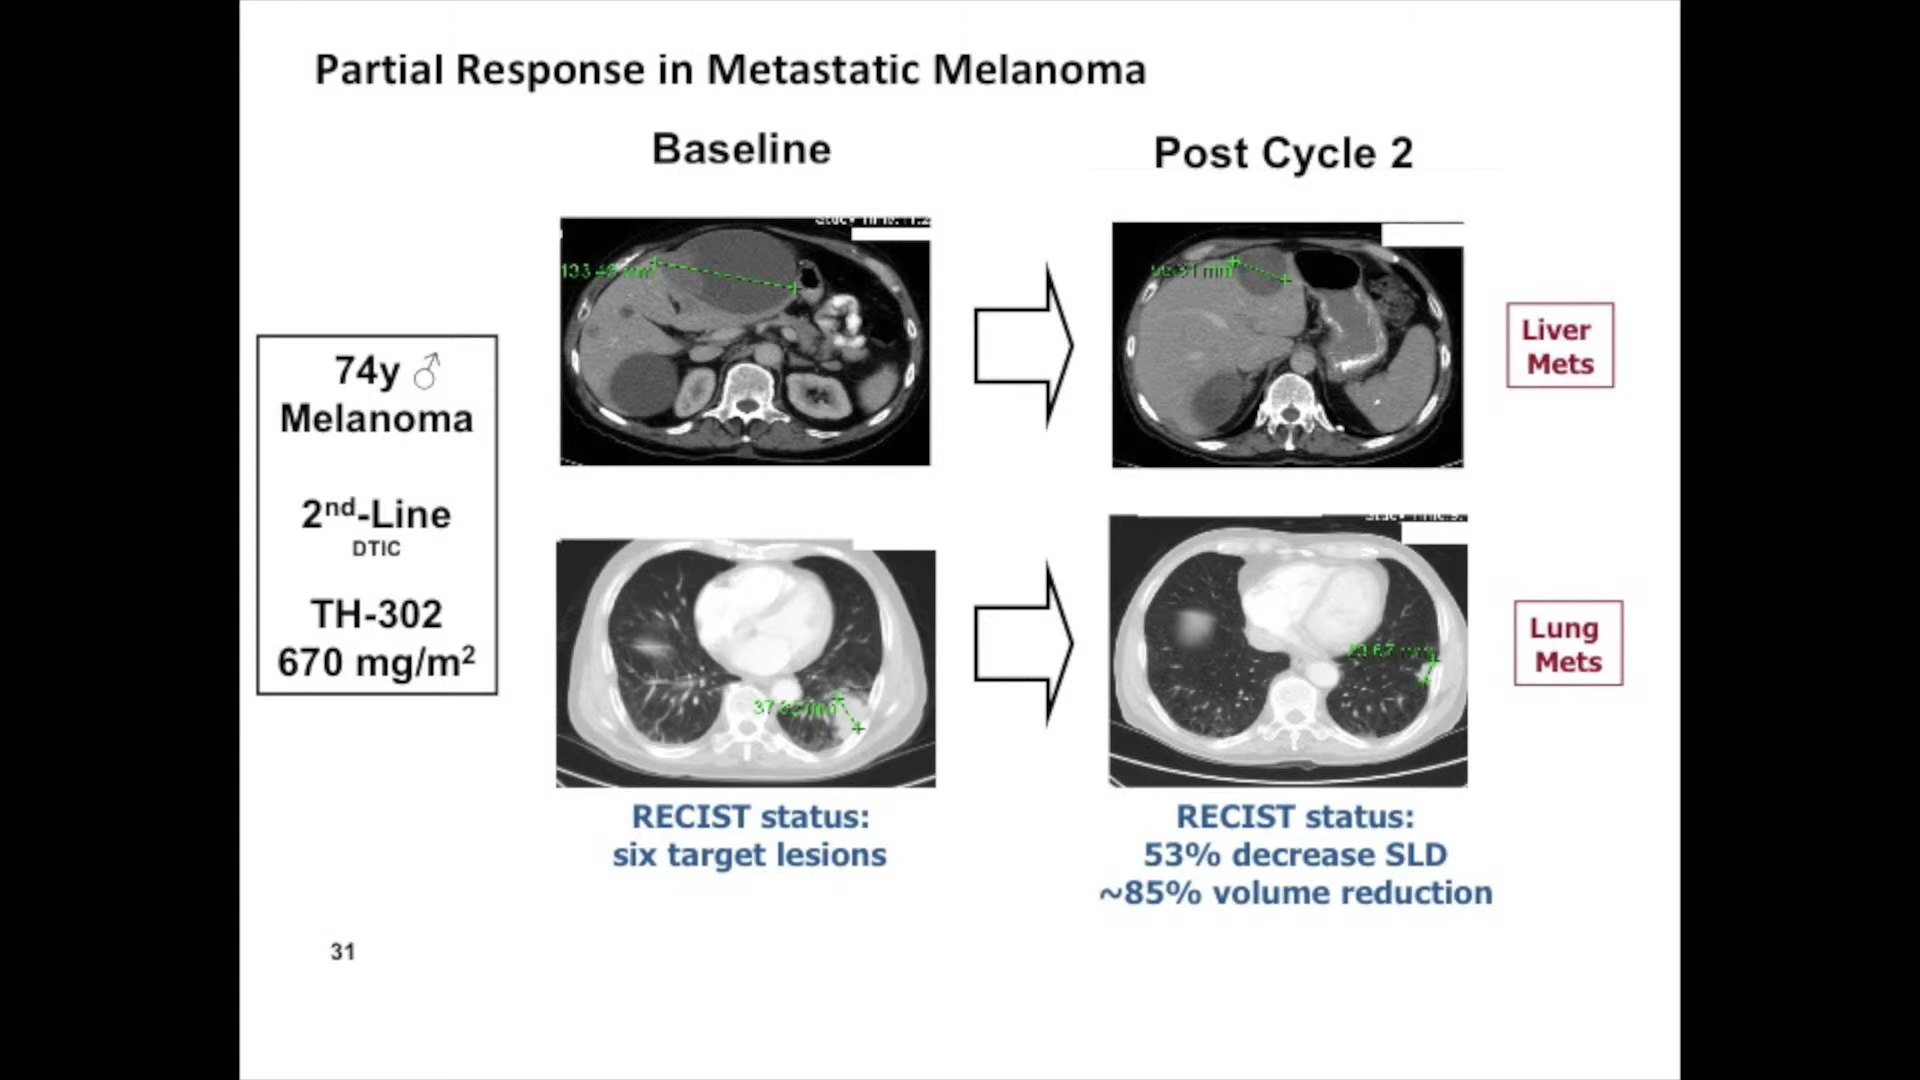 Partial Response in Metastatic Melanoma
Baseline
Post Cycle 2
74y ♂
Melanoma
2nd-Line
DTIC
TH-302
670 mg/m²
Liver
Mets
Lung
Mets
RECIST status:
six target lesions
RECIST status:
53% decrease SLD
~85% volume reduction
31